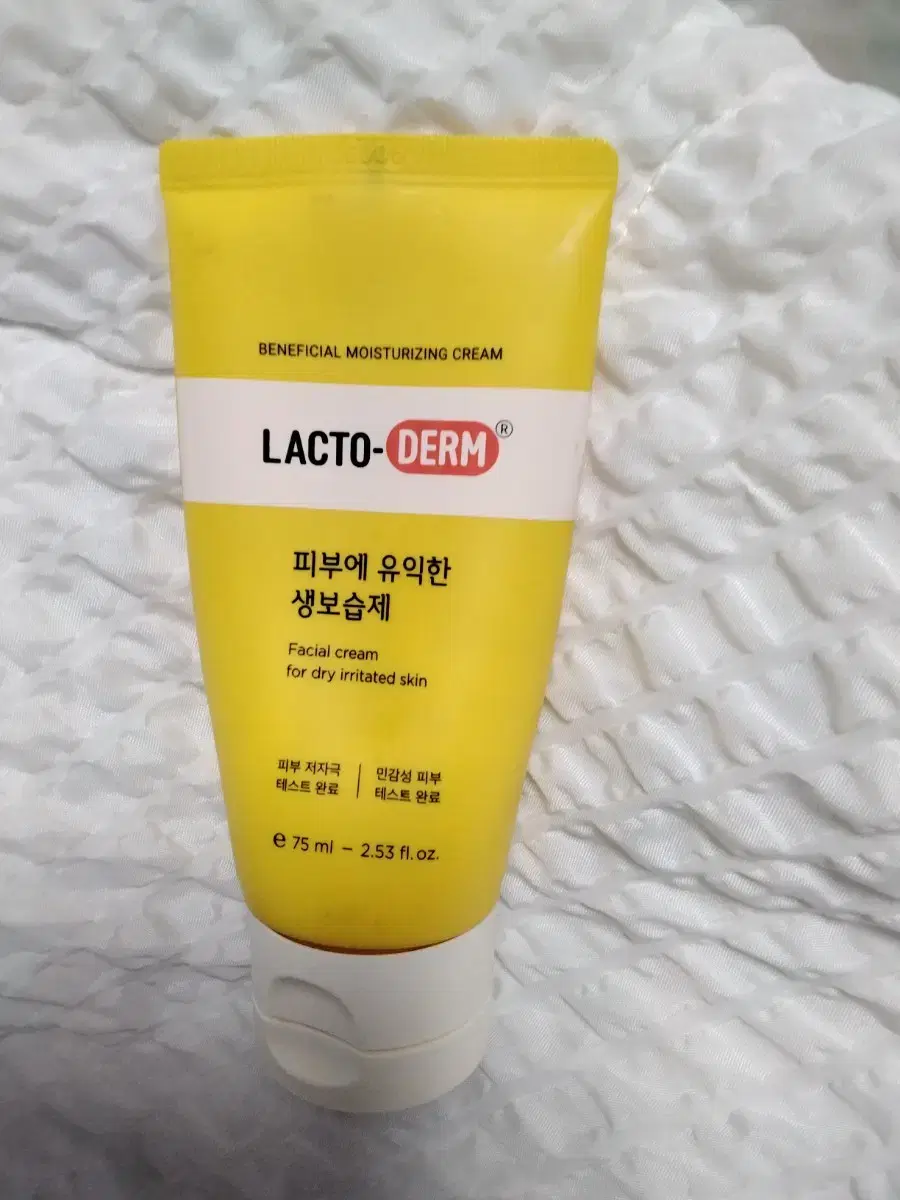 BENEFICIAL MOISTURIZING CREAM
LACTO-DERM®
피부에 유익한
생보습제
Facial cream
for dry irritated skin
피부 저자극
테스트 완료
민감성 피부
테스트 완료
℮ 75 ml – 2.53 fl.oz.